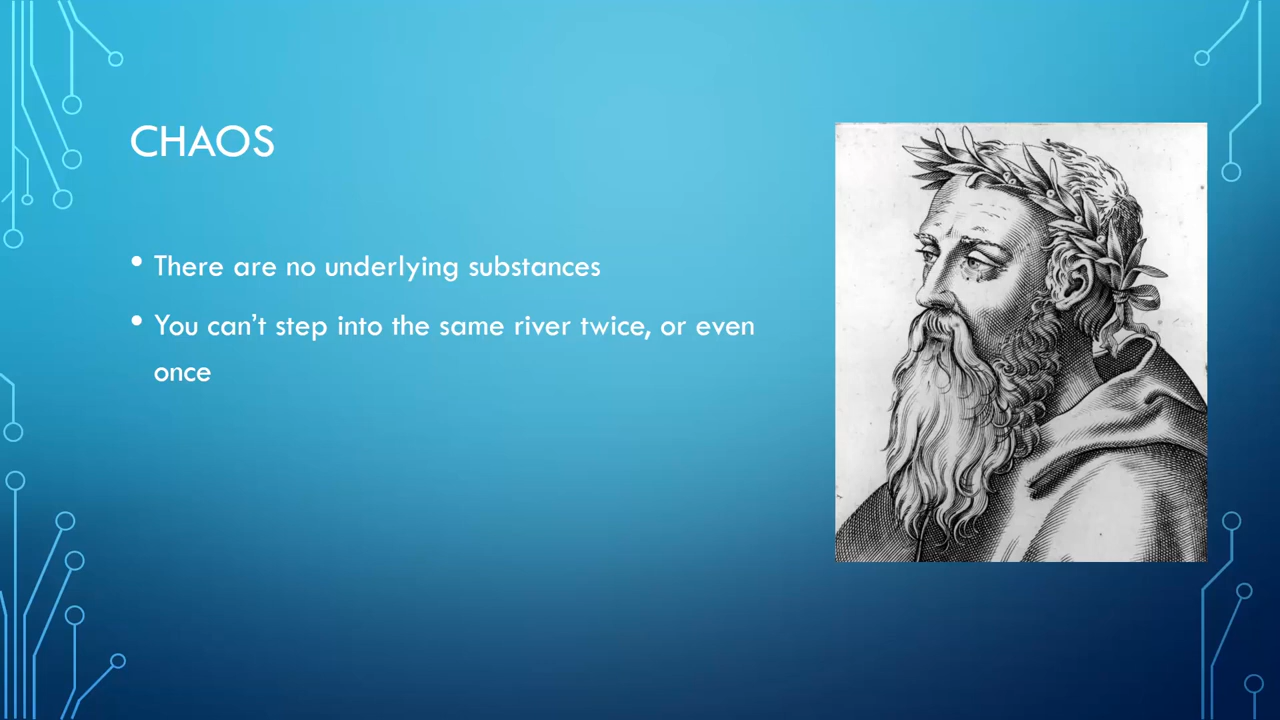 CHAOS
• There are no underlying substances
• You can’t step into the same river twice, or even
once